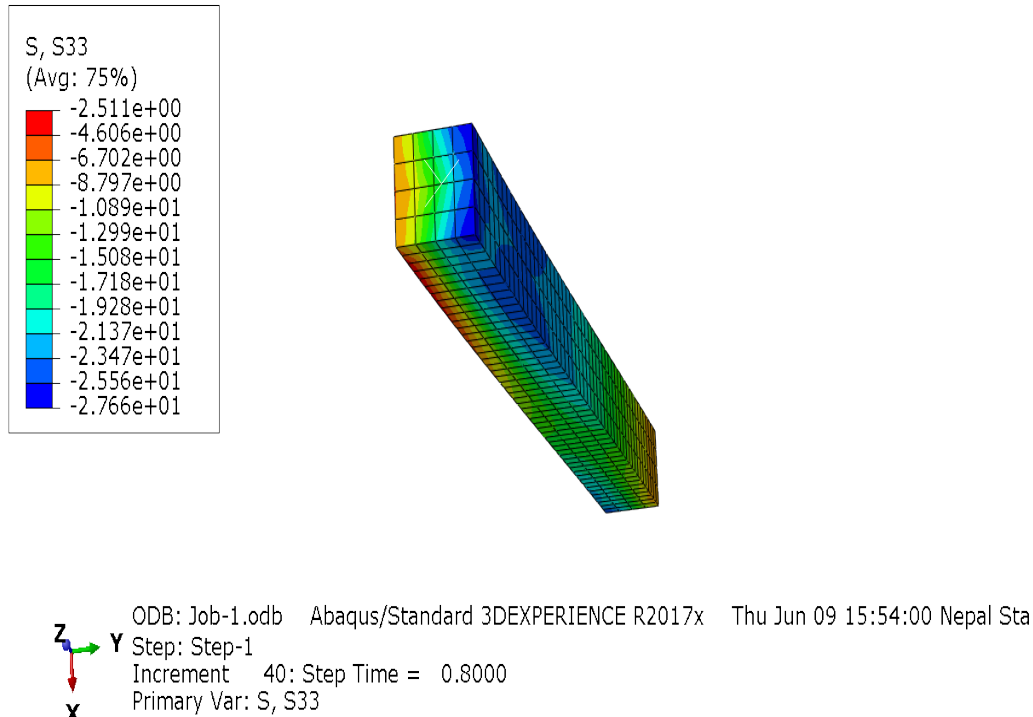 S, S33
(Avg: 75%)
-2.511e+00
-4.606e+00
-6.702e+00
-8.797e+00
-1.089e+01
-1.299e+01
-1.508e+01
-1.718e+01
-1.928e+01
-2.137e+01
-2.347e+01
-2.556e+01
-2.766e+01
ODB: Job-1.odb Abaqus/Standard 3DEXPERIENCE R2017x Thu Jun 09 15:54:00 Nepal Sta
Z
Y
Step: Step-1
Increment 40: Step Time = 0.8000
Primary Var: S, S33
X